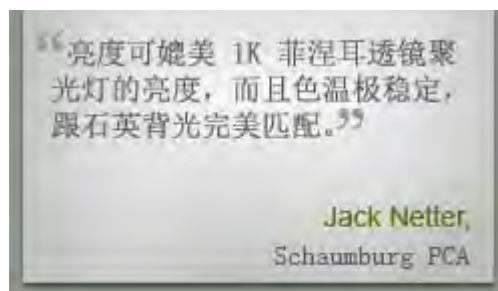 “亮度可媲美 1K 菲涅耳透镜聚
光灯的亮度，而且色温极稳定，
跟石英背光完美匹配。”
Jack Netter,
Schaumburg PCA